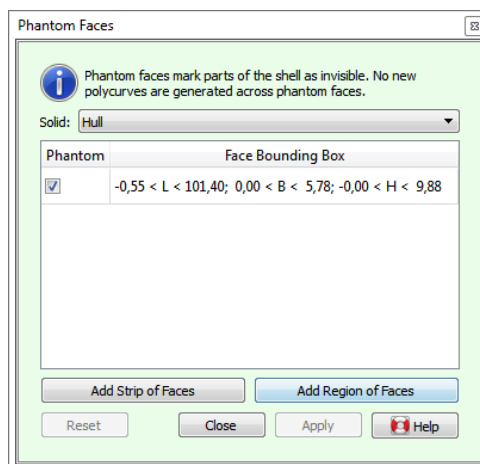 Phantom Faces
Phantom faces mark parts of the shell as invisible. No new
polycurves are generated across phantom faces.
Solid: Hull
Phantom Face Bounding Box
-0,55 < L < 101,40; 0,00 < B < 5,78; -0,00 < H < 9,88
Add Strip of Faces Add Region of Faces
Reset Close Apply Help